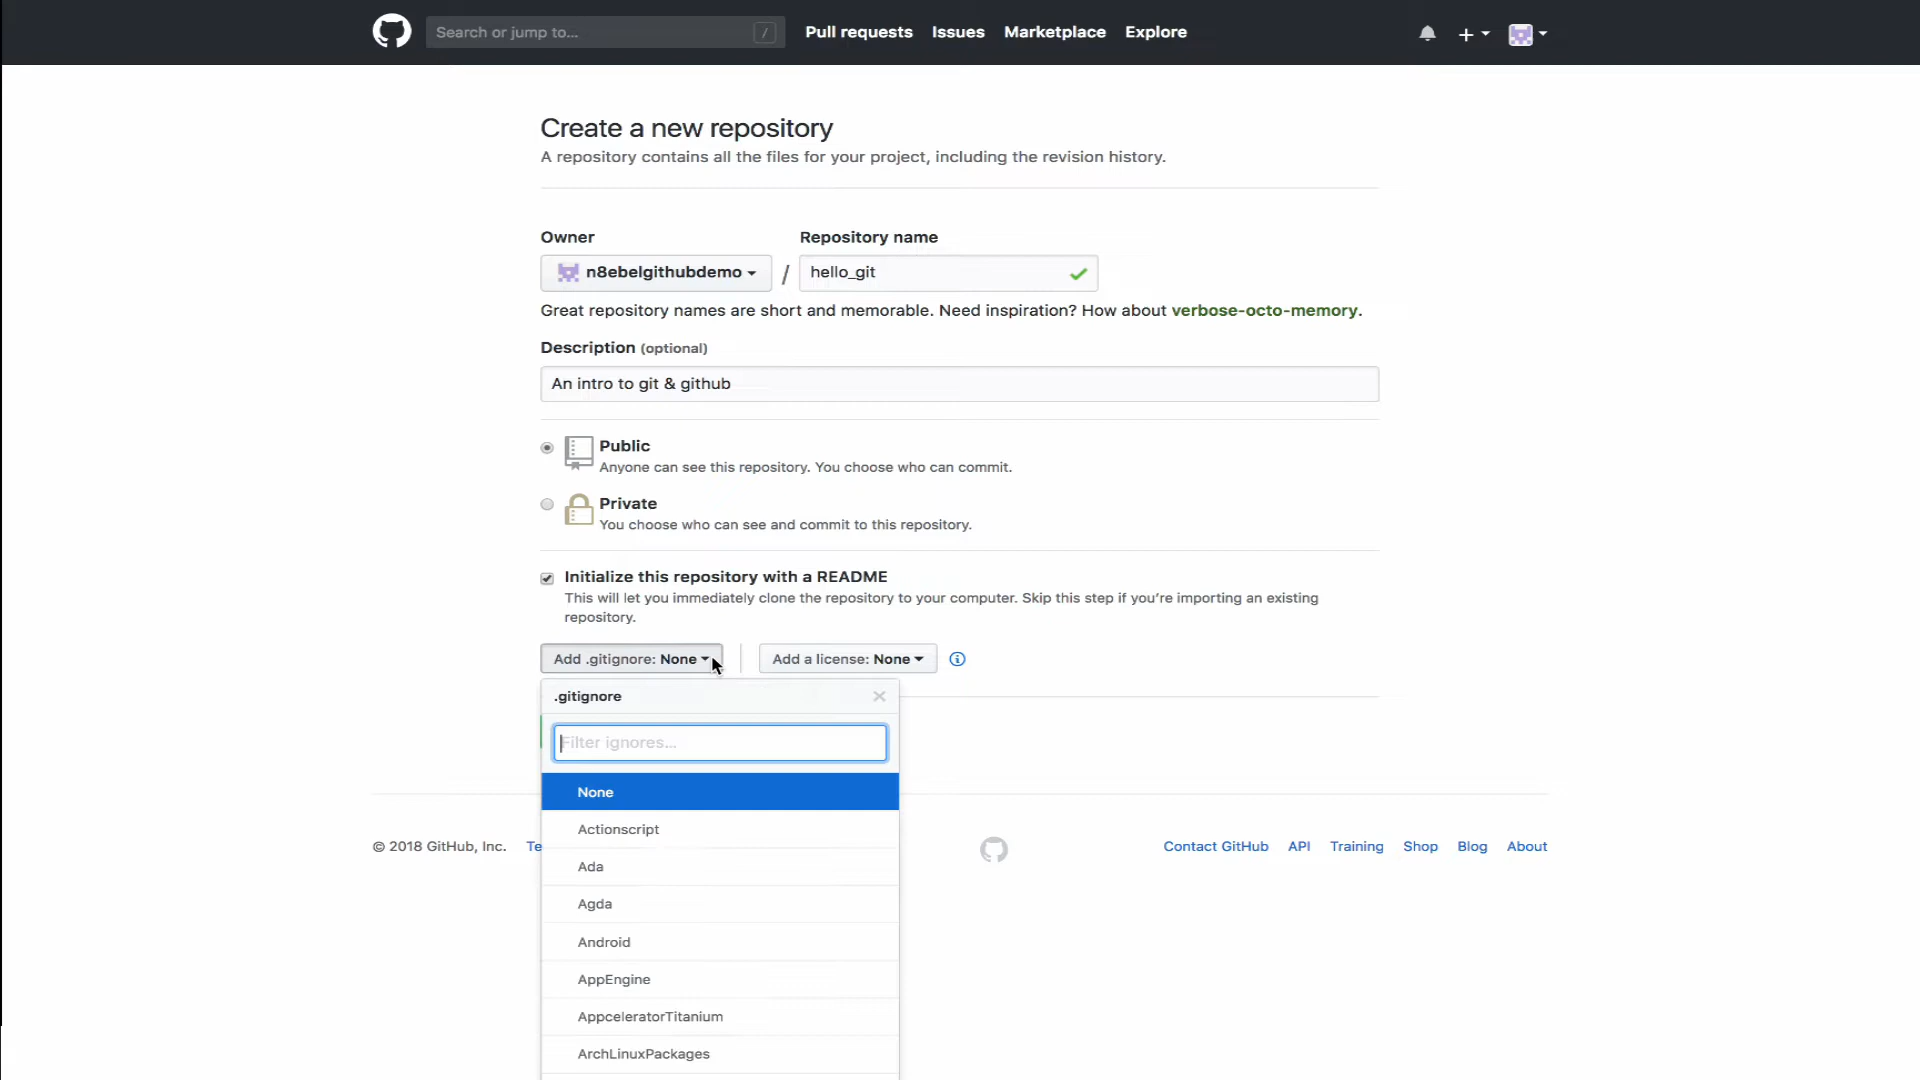 Search or jump to... /
Pull requests Issues Marketplace Explore
Create a new repository
A repository contains all the files for your project, including the revision history.
Owner Repository name
n8ebelgithubdemo / hello_git
Great repository names are short and memorable. Need inspiration? How about verbose-octo-memory.
Description (optional)
An intro to git & github
Public
Anyone can see this repository. You choose who can commit.
Private
You choose who can see and commit to this repository.
Initialize this repository with a README
This will let you immediately clone the repository to your computer. Skip this step if you're importing an existing
repository.
Add .gitignore: None Add a license: None
.gitignore
Filter ignores...
None
Actionscript
Ada
Agda
Android
AppEngine
AppceleratorTitanium
ArchLinuxPackages
© 2018 GitHub, Inc. Te
Contact GitHub API Training Shop Blog About